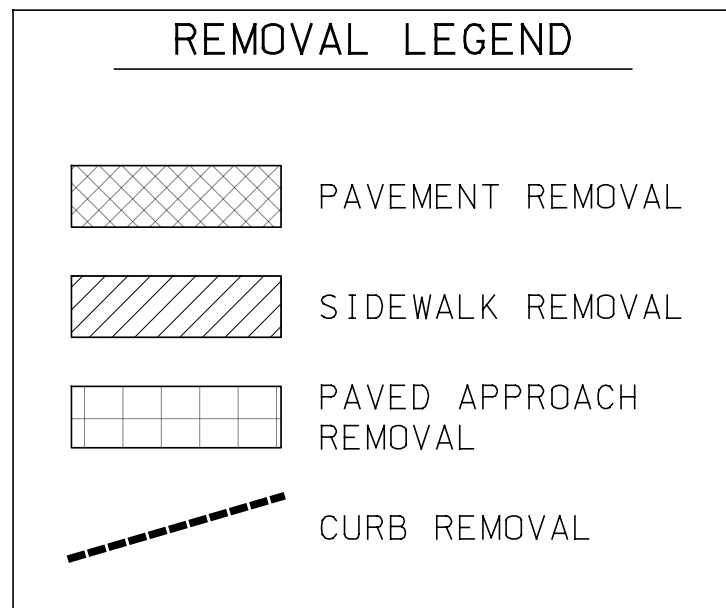 REMOVAL LEGEND
PAVEMENT REMOVAL
SIDEWALK REMOVAL
PAVED APPROACH
REMOVAL
CURB REMOVAL